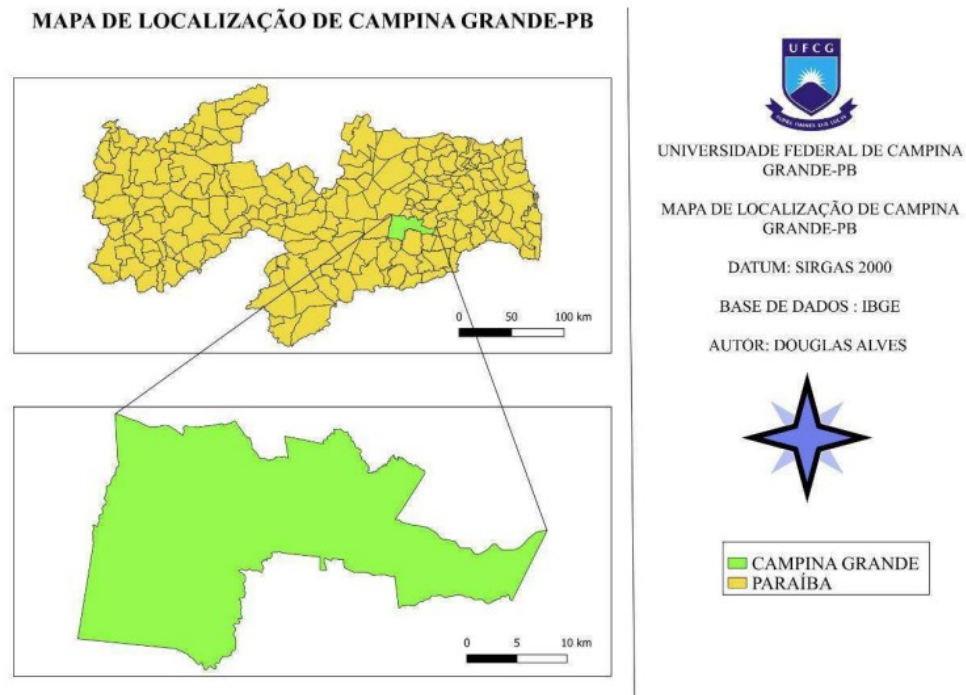 MAPA DE LOCALIZAÇÃO DE CAMPINA GRANDE-PB
0 50 100 km
0 5 10 km
UFCG
UNIVERSIDADE FEDERAL DE CAMPINA
GRANDE-PB
MAPA DE LOCALIZAÇÃO DE CAMPINA
GRANDE-PB
DATUM: SIRGAS 2000
BASE DE DADOS : IBGE
AUTOR: DOUGLAS ALVES
CAMPINA GRANDE
PARAÍBA